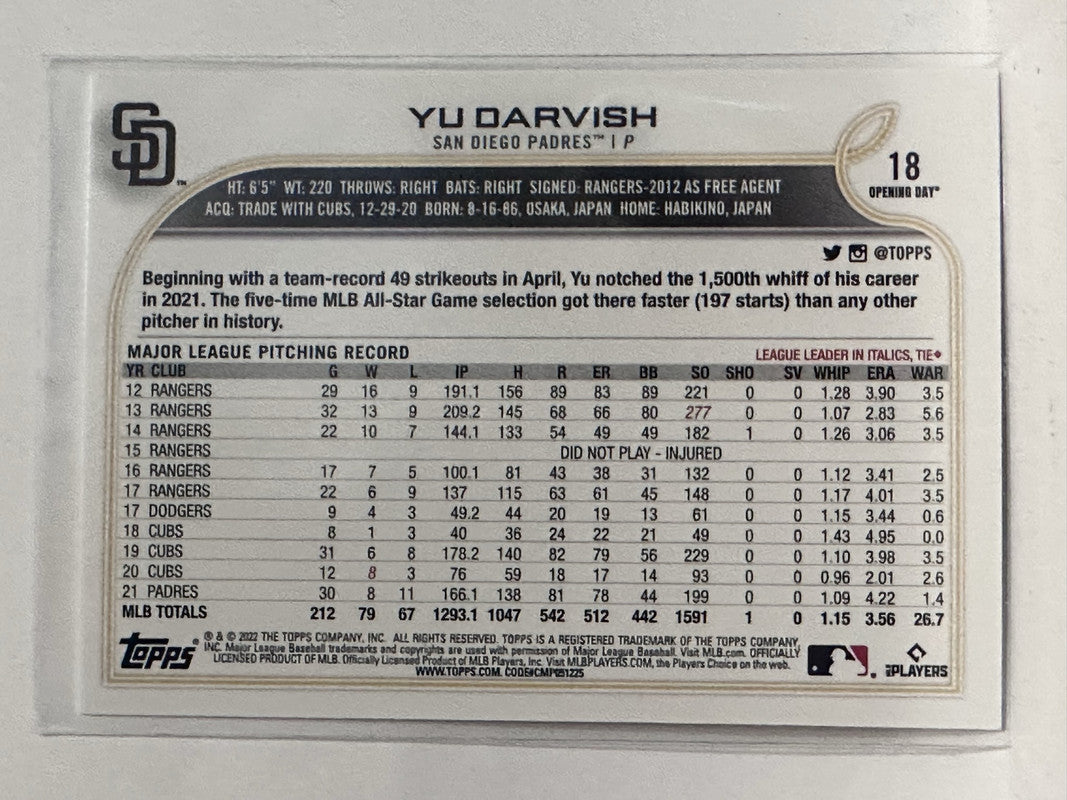 SD™
YU DARVISH
SAN DIEGO PADRES™ | P
18
OPENING DAY®
HT: 6'5" WT: 220 THROWS: RIGHT BATS: RIGHT SIGNED: RANGERS-2012 AS FREE AGENT
ACQ: TRADE WITH CUBS, 12-29-20 BORN: 8-16-86, OSAKA, JAPAN HOME: HABIKINO, JAPAN
@TOPPS
Beginning with a team-record 49 strikeouts in April, Yu notched the 1,500th whiff of his career
in 2021. The five-time MLB All-Star Game selection got there faster (197 starts) than any other
pitcher in history.
MAJOR LEAGUE PITCHING RECORD LEAGUE LEADER IN ITALICS, TIE♦
YR CLUB G W L IP H R ER BB SO SHO SV WHIP ERA WAR
12 RANGERS 29 16 9 191.1 156 89 83 89 221 0 0 1.28 3.90 3.5
13 RANGERS 32 13 9 209.2 145 68 66 80 277 0 0 1.07 2.83 5.6
14 RANGERS 22 10 7 144.1 133 54 49 49 182 1 0 1.26 3.06 3.5
15 RANGERS DID NOT PLAY - INJURED
16 RANGERS 17 7 5 100.1 81 43 38 31 132 0 0 1.12 3.41 2.5
17 RANGERS 22 6 9 137 115 63 61 45 148 0 0 1.17 4.01 3.5
17 DODGERS 9 4 3 49.2 44 20 19 13 61 0 0 1.15 3.44 0.6
18 CUBS 8 1 3 40 36 24 22 21 49 0 0 1.43 4.95 0.0
19 CUBS 31 6 8 178.2 140 82 79 56 229 0 0 1.10 3.98 3.5
20 CUBS 12 8 3 76 59 18 17 14 93 0 0 0.96 2.01 2.6
21 PADRES 30 8 11 166.1 138 81 78 44 199 0 0 1.09 4.22 1.4
MLB TOTALS 212 79 67 1293.1 1047 542 512 442 1591 1 0 1.15 3.56 26.7
Topps
® & © 2022 THE TOPPS COMPANY, INC. ALL RIGHTS RESERVED. TOPPS IS A REGISTERED TRADEMARK OF THE TOPPS COMPANY,
INC. Major League Baseball trademarks and copyrights are used with permission of Major League Baseball. Visit MLB.com. OFFICIALLY
LICENSED PRODUCT OF MLB. Officially Licensed Product of MLB Players, Inc. Visit MLBPLAYERS.COM, the Players Choice on the web.
WWW.TOPPS.COM. CODE#CMP051225
MLB PLAYERS